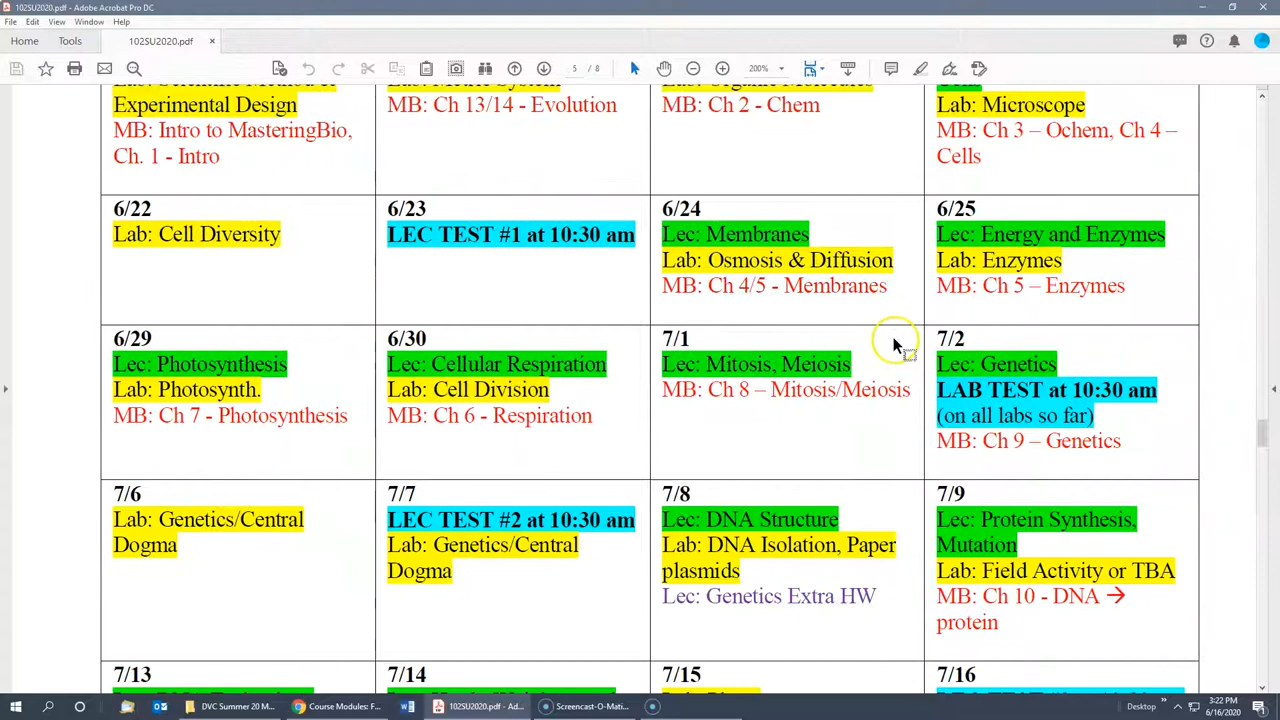 102SU2020.pdf - Adobe Acrobat Pro DC
File Edit View Window Help
Home Tools 102SU2020.pdf ×
5 / 8 200%
Experimental Design
MB: Intro to MasteringBio,
Ch. 1 - Intro
MB: Ch 13/14 - Evolution
MB: Ch 2 - Chem
Lab: Microscope
MB: Ch 3 – Ochem, Ch 4 –
Cells
6/22
Lab: Cell Diversity
6/23
LEC TEST #1 at 10:30 am
6/24
Lec: Membranes
Lab: Osmosis & Diffusion
MB: Ch 4/5 - Membranes
6/25
Lec: Energy and Enzymes
Lab: Enzymes
MB: Ch 5 – Enzymes
6/29
Lec: Photosynthesis
Lab: Photosynth.
MB: Ch 7 - Photosynthesis
6/30
Lec: Cellular Respiration
Lab: Cell Division
MB: Ch 6 - Respiration
7/1
Lec: Mitosis, Meiosis
MB: Ch 8 – Mitosis/Meiosis
7/2
Lec: Genetics
LAB TEST at 10:30 am
(on all labs so far)
MB: Ch 9 – Genetics
7/6
Lab: Genetics/Central
Dogma
7/7
LEC TEST #2 at 10:30 am
Lab: Genetics/Central
Dogma
7/8
Lec: DNA Structure
Lab: DNA Isolation, Paper
plasmids
Lec: Genetics Extra HW
7/9
Lec: Protein Synthesis,
Mutation
Lab: Field Activity or TBA
MB: Ch 10 - DNA →
protein
7/13
7/14
7/15
7/16
DVC Summer 20 M... Course Modules: F... 102SU2020.pdf - Ad... Screencast-O-Mati... Desktop 3:22 PM
6/16/2020